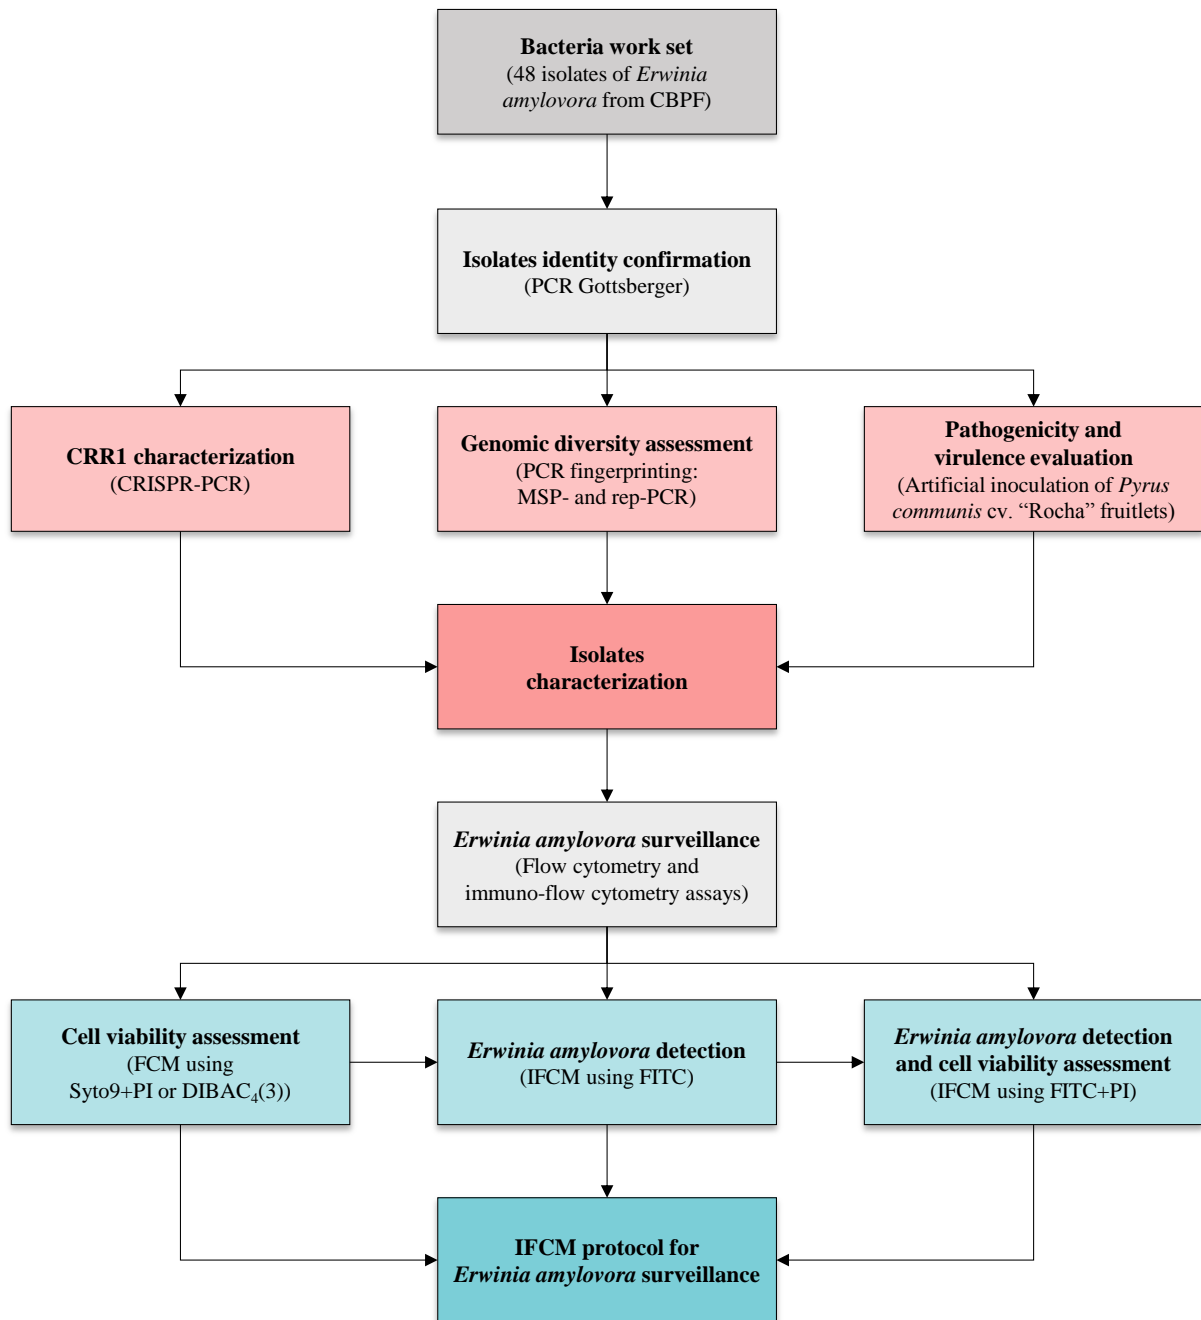 Bacteria work set
(48 isolates of Erwinia
amylovora from CBPF)
Isolates identity confirmation
(PCR Gottsberger)
CRR1 characterization
(CRISPR-PCR)
Genomic diversity assessment
(PCR fingerprinting:
MSP- and rep-PCR)
Pathogenicity and
virulence evaluation
(Artificial inoculation of Pyrus
communis cv. “Rocha” fruitlets)
Isolates
characterization
Erwinia amylovora surveillance
(Flow cytometry and
immuno-flow cytometry assays)
Cell viability assessment
(FCM using
Syto9+PI or DIBAC₄(3))
Erwinia amylovora detection
(IFCM using FITC)
Erwinia amylovora detection
and cell viability assessment
(IFCM using FITC+PI)
IFCM protocol for
Erwinia amylovora surveillance